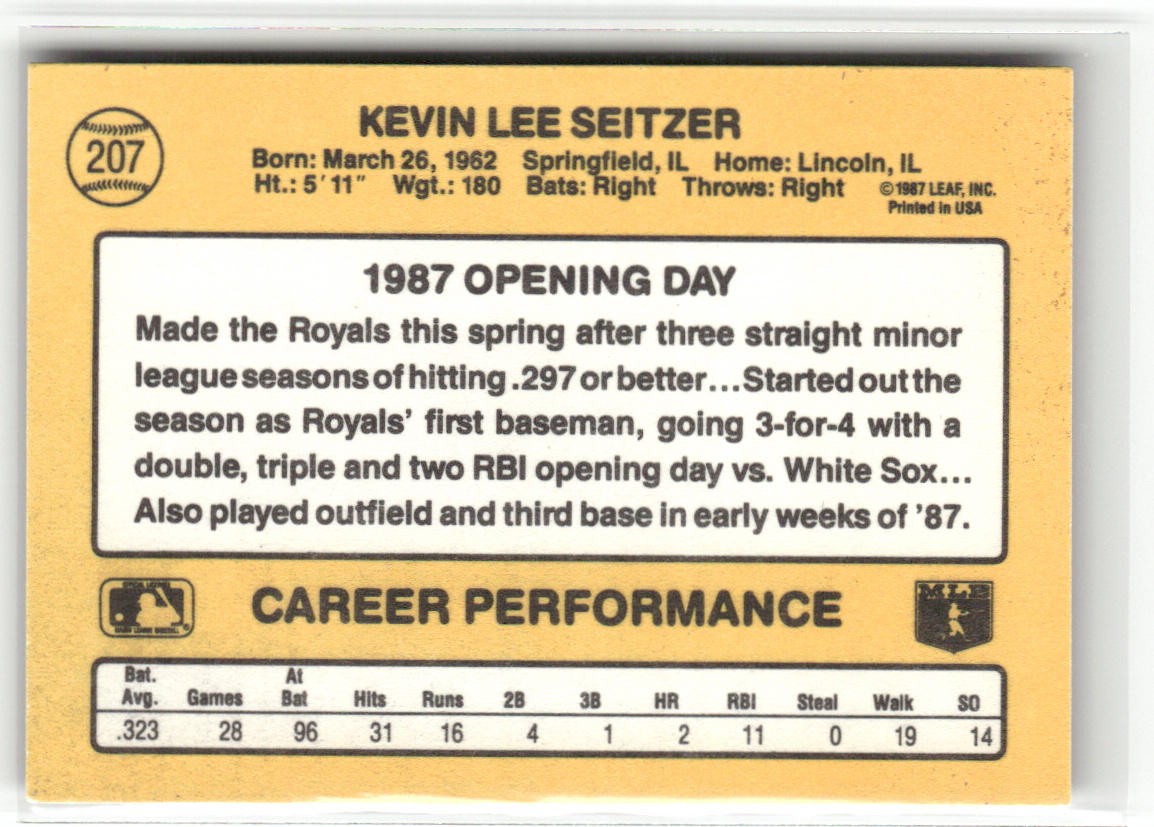 207
KEVIN LEE SEITZER
Born: March 26, 1962 Springfield, IL Home: Lincoln, IL
Ht.: 5'11" Wgt.: 180 Bats: Right Throws: Right
©1987 LEAF, INC.
Printed in USA
1987 OPENING DAY
Made the Royals this spring after three straight minor
league seasons of hitting .297 or better...Started out the
season as Royals' first baseman, going 3-for-4 with a
double, triple and two RBI opening day vs. White Sox...
Also played outfield and third base in early weeks of '87.
CAREER PERFORMANCE
Bat. Avg. Games At Bat Hits Runs 2B 3B HR RBI Steal Walk SO
.323 28 96 31 16 4 1 2 11 0 19 14